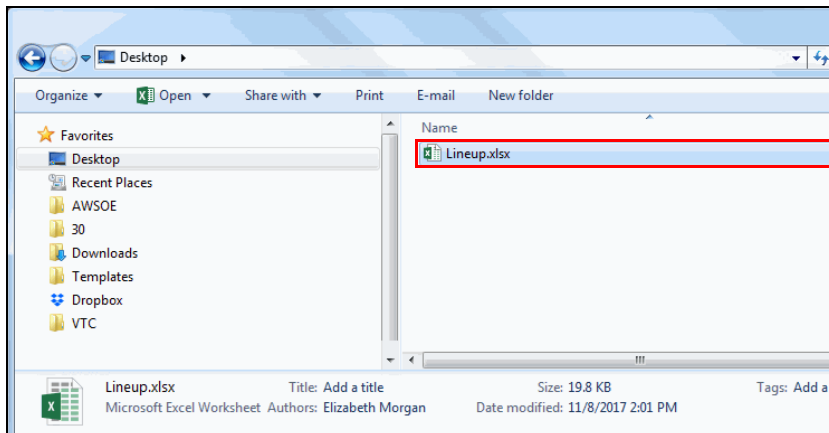 Desktop
Organize Open Share with Print E-mail New folder
Favorites
Desktop
Recent Places
AWSOE
30
Downloads
Templates
Dropbox
VTC
Name
Lineup.xlsx
Lineup.xlsx Title: Add a title Size: 19.8 KB Tags: Add a
Microsoft Excel Worksheet Authors: Elizabeth Morgan Date modified: 11/8/2017 2:01 PM